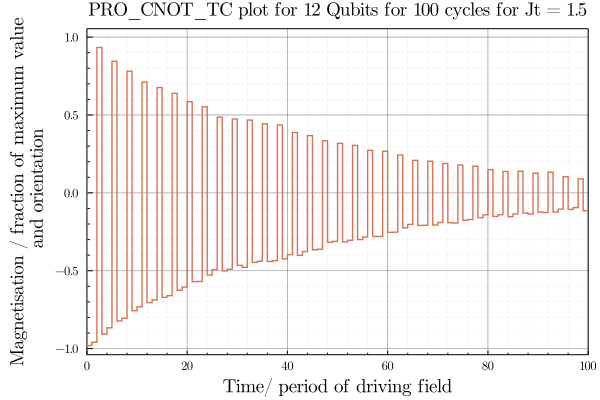 PRO_CNOT_TC plot for 12 Qubits for 100 cycles for Jt = 1.5
Magnetisation / fraction of maximum value
and orientation
1.0
0.5
0.0
−0.5
−1.0
0
20
40
60
80
100
Time/ period of driving field